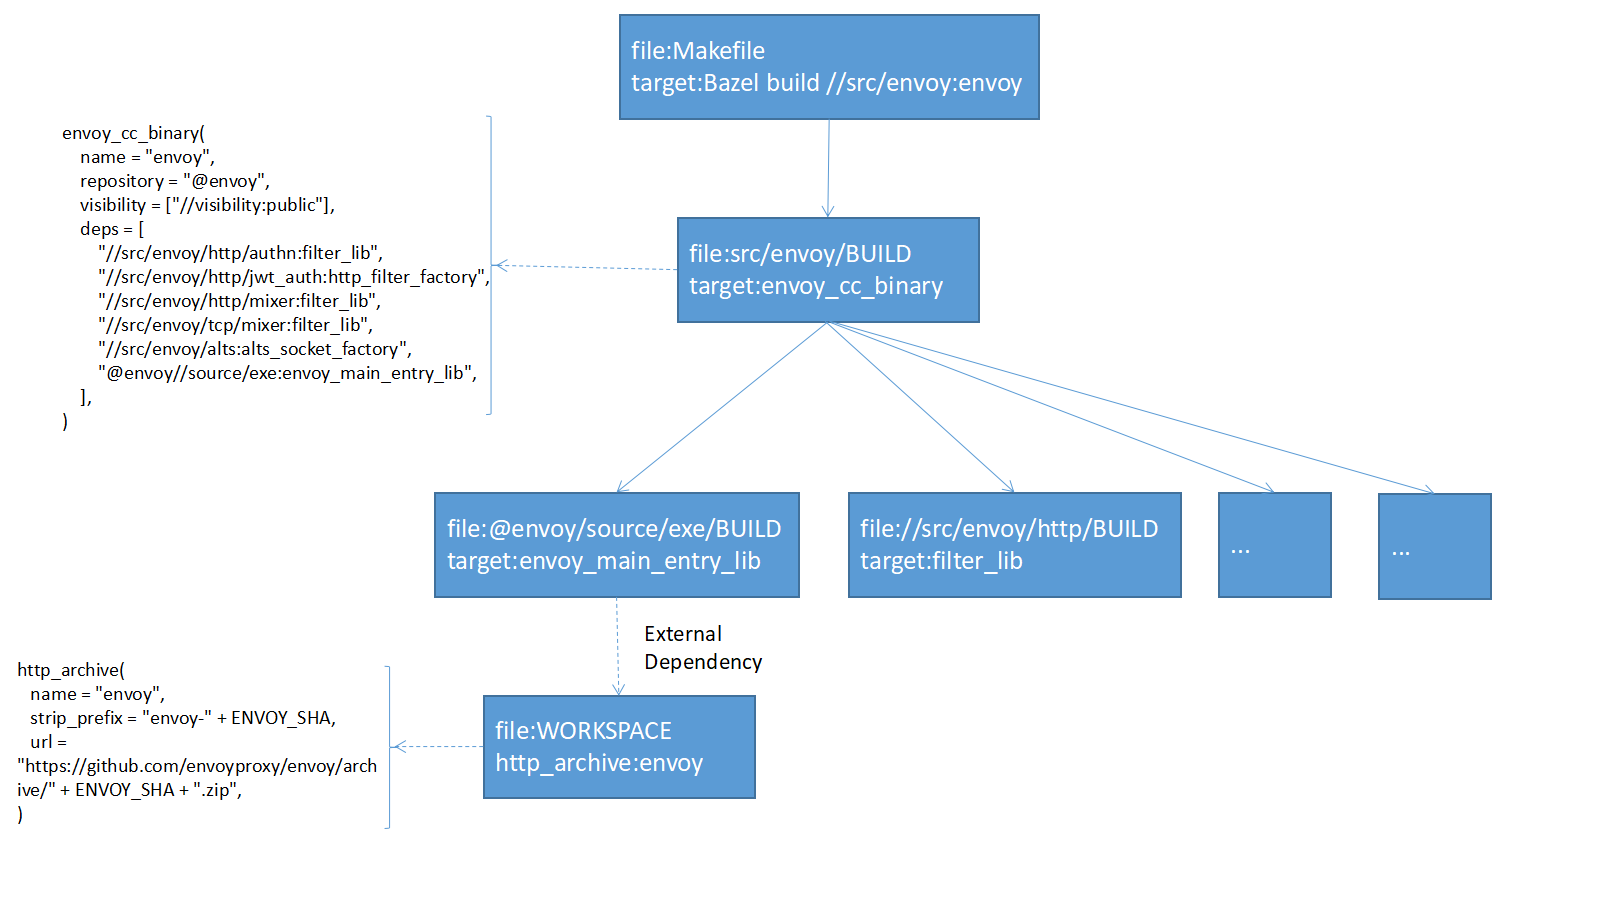 file:Makefile
target:Bazel build //src/envoy:envoy
envoy_cc_binary(
name = "envoy",
repository = "@envoy",
visibility = ["//visibility:public"],
deps = [
"//src/envoy/http/authn:filter_lib",
"//src/envoy/http/jwt_auth:http_filter_factory",
"//src/envoy/http/mixer:filter_lib",
"//src/envoy/tcp/mixer:filter_lib",
"//src/envoy/alts:alts_socket_factory",
"@envoy//source/exe:envoy_main_entry_lib",
],
)
file:src/envoy/BUILD
target:envoy_cc_binary
file:@envoy/source/exe/BUILD
target:envoy_main_entry_lib
file://src/envoy/http/BUILD
target:filter_lib
...
...
External
Dependency
http_archive(
name = "envoy",
strip_prefix = "envoy-" + ENVOY_SHA,
url =
"https://github.com/envoyproxy/envoy/arch
ive/" + ENVOY_SHA + ".zip",
)
file:WORKSPACE
http_archive:envoy